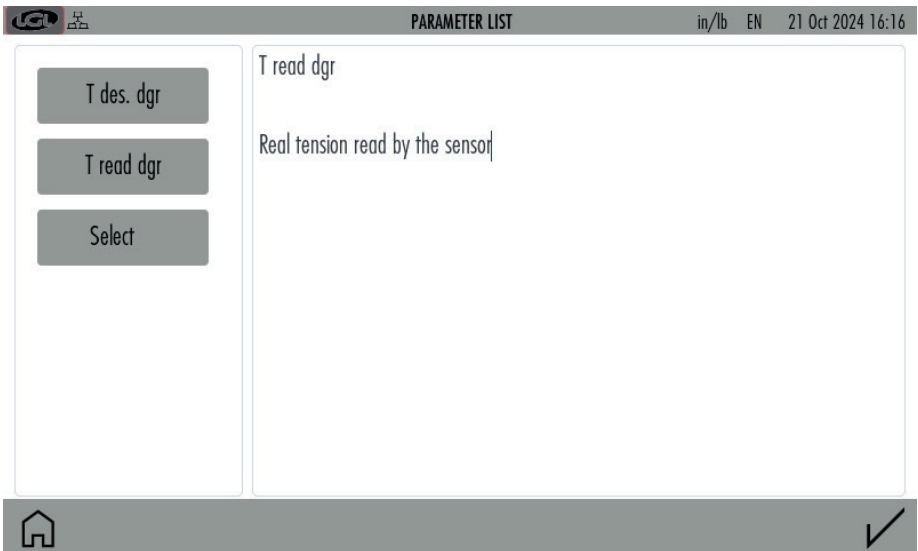 LGL
PARAMETER LIST
in/lb EN 21 Oct 2024 16:16
T des. dgr
T read dgr
Select
T read dgr
Real tension read by the sensor